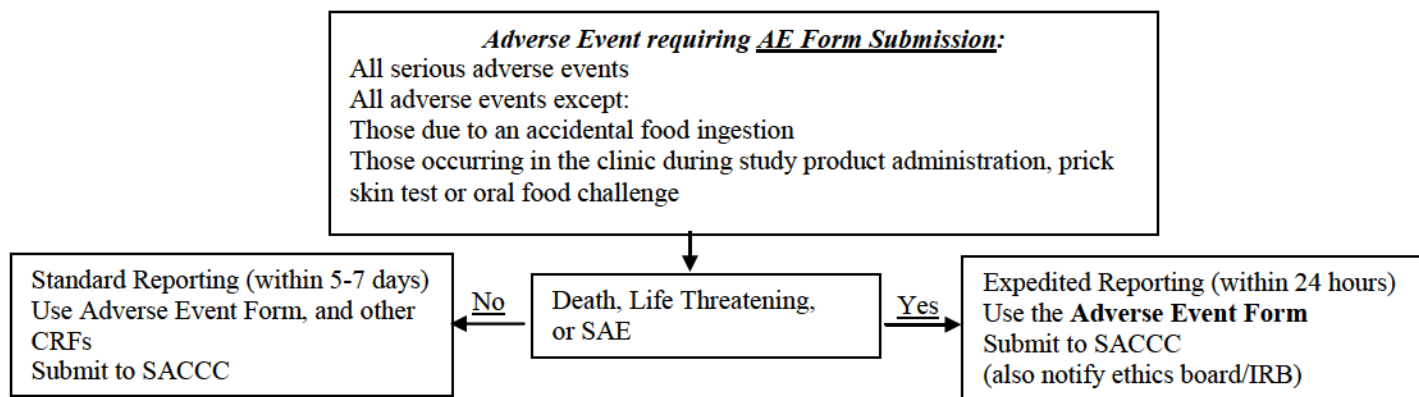 Adverse Event requiring AE Form Submission:
All serious adverse events
All adverse events except:
Those due to an accidental food ingestion
Those occurring in the clinic during study product administration, prick
skin test or oral food challenge
Standard Reporting (within 5-7 days)
Use Adverse Event Form, and other
CRFs
Submit to SACCC
No
Death, Life Threatening,
or SAE
Yes
Expedited Reporting (within 24 hours)
Use the Adverse Event Form
Submit to SACCC
(also notify ethics board/IRB)